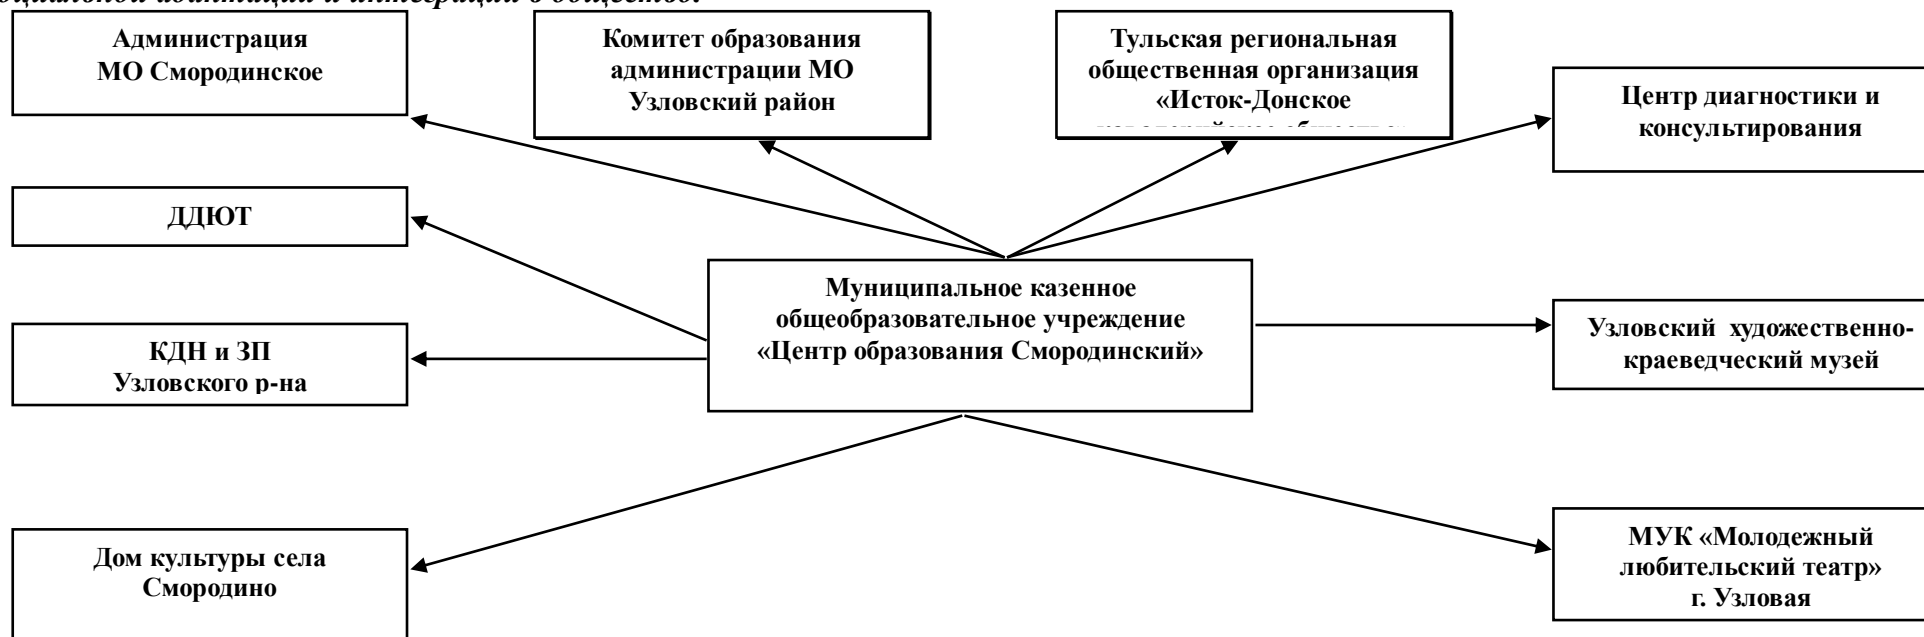 Администрация
МО Смородинское
Комитет образования
администрации МО
Узловский район
Тульская региональная
общественная организация
«Исток-Донское
Центр диагностики и
консультирования
ДДЮТ
Муниципальное казенное
общеобразовательное учреждение
«Центр образования Смородинский»
КДН и ЗП
Узловского р-на
Узловский художественно-
краеведческий музей
Дом культуры села
Смородино
МУК «Молодежный
любительский театр»
г. Узловая